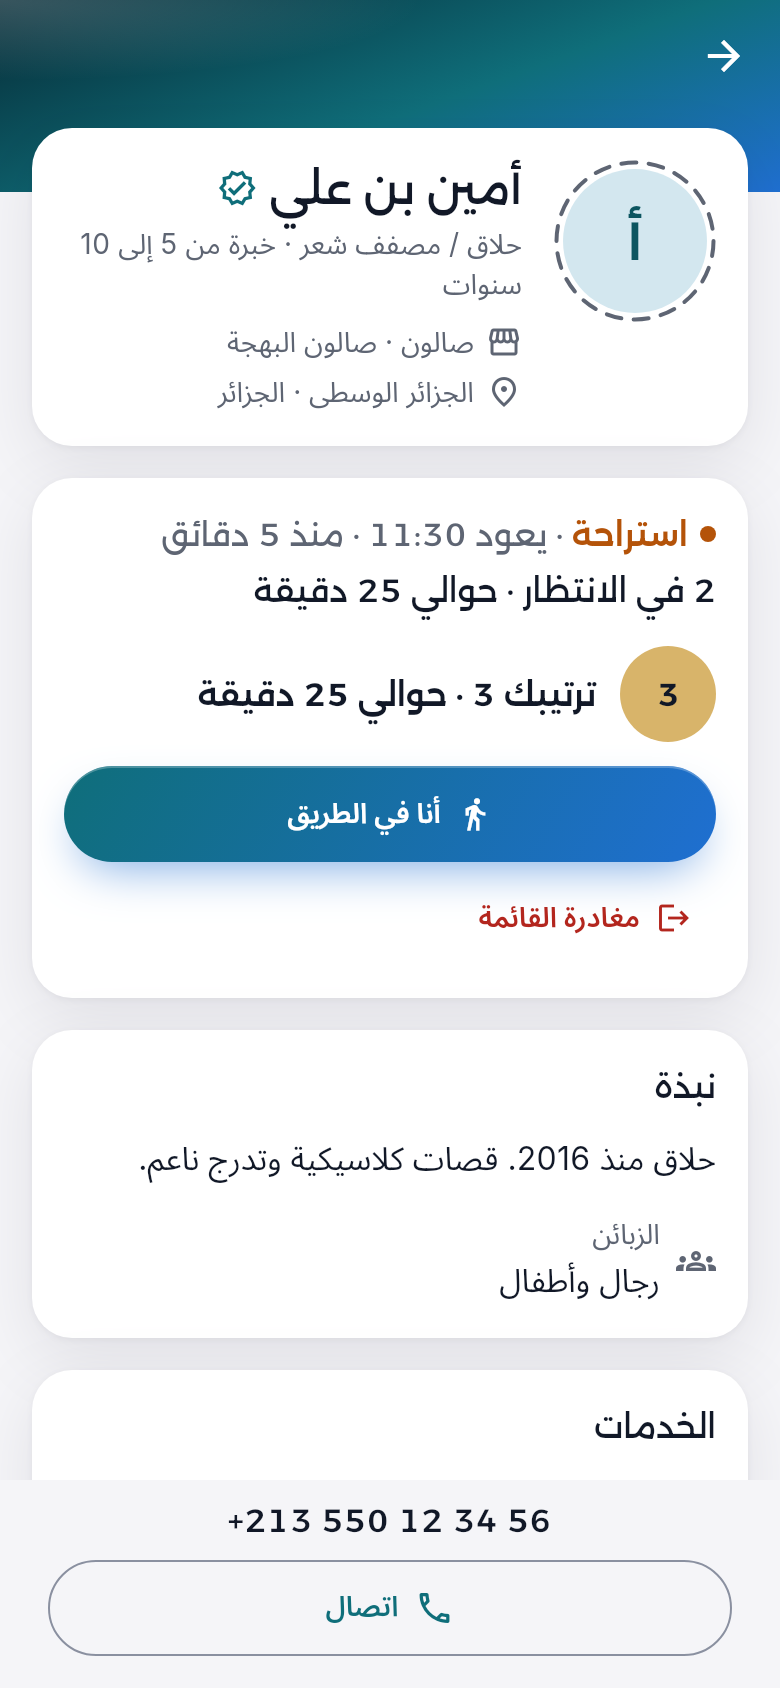 أمين بن علي
أ
حلاق / مصفف شعر · خبرة من 5 إلى 10
سنوات
صالون · صالون البهجة
الجزائر الوسطى · الجزائر
استراحة · يعود 11:30 · منذ 5 دقائق
2 في الانتظار · حوالي 25 دقيقة
3
ترتيبك 3 · حوالي 25 دقيقة
أنا في الطريق
مغادرة القائمة
نبذة
حلاق منذ 2016. قصات كلاسيكية وتدرج ناعم.
الزبائن
رجال وأطفال
الخدمات
+213 550 12 34 56
اتصال